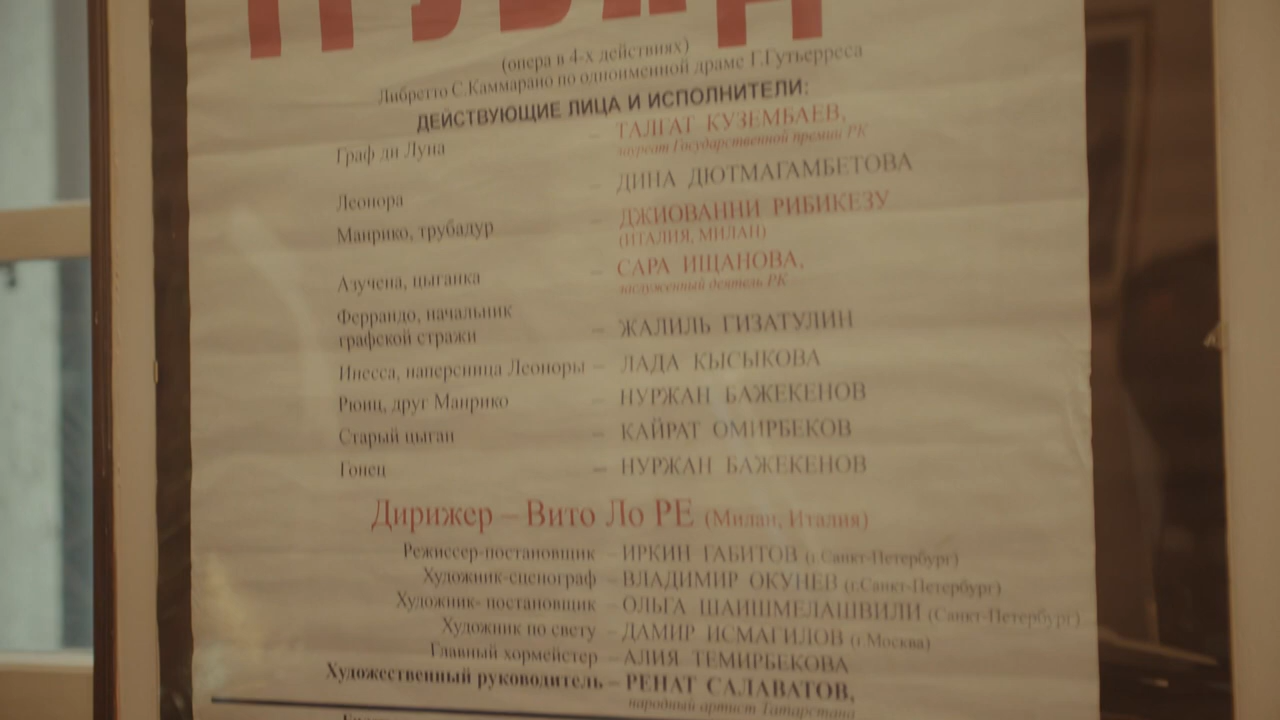 ТРУБАД
(опера в 4-х действиях)
Либретто С.Каммарано по одноименной драме Г.Гутьерреса
ДЕЙСТВУЮЩИЕ ЛИЦА И ИСПОЛНИТЕЛИ:
Граф ди Луна – ТАЛГАТ КУЗЕМБАЕВ,
лауреат Государственной премии РК
Леонора – ДИНА ДЮТМАГАМБЕТОВА
Манрико, трубадур – ДЖИОВАННИ РИБИКЕЗУ
(ИТАЛИЯ, МИЛАН)
Азучена, цыганка – САРА ИЩАНОВА,
заслуженный деятель РК
Феррандо, начальник
графской стражи – ЖАЛИЛЬ ГИЗАТУЛИН
Инесса, наперсница Леоноры – ЛАДА КЫСЫКОВА
Рюиц, друг Манрико – НУРЖАН БАЖЕКЕНОВ
Старый цыган – КАЙРАТ ОМИРБЕКОВ
Гонец – НУРЖАН БАЖЕКЕНОВ
Дирижер – Вито Ло РЕ (Милан, Италия)
Режиссер-постановщик – ИРКИН ГАБИТОВ (г.Санкт-Петербург)
Художник-сценограф – ВЛАДИМИР ОКУНЕВ (г.Санкт-Петербург)
Художник- постановщик – ОЛЬГА ШАИШМЕЛАШВИЛИ (Санкт-Петербург)
Художник по свету – ДАМИР ИСМАГИЛОВ (г.Москва)
Главный хормейстер – АЛИЯ ТЕМИРБЕКОВА
Художественный руководитель – РЕНАТ САЛАВАТОВ,
народный артист Татарстана